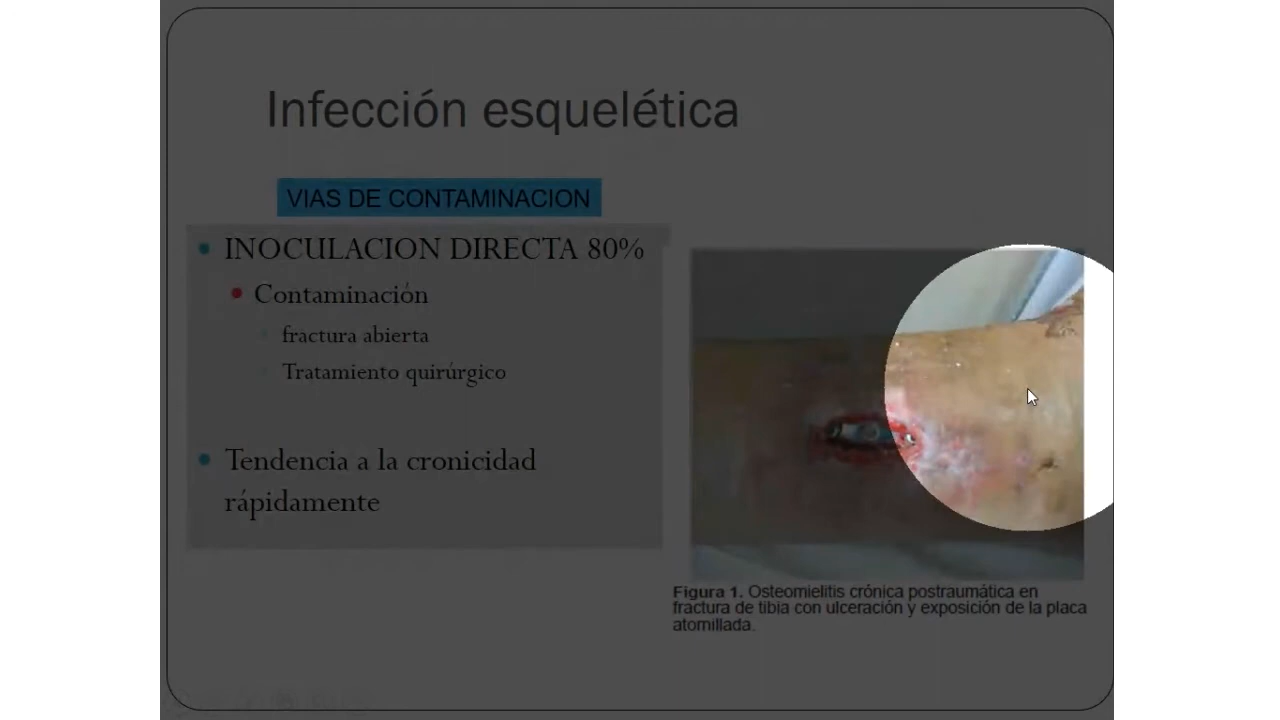 Infección esquelética
VIAS DE CONTAMINACION
INOCULACION DIRECTA 80%
Contaminación
fractura abierta
Tratamiento quirúrgico
Tendencia a la cronicidad
rápidamente
Figura 1. Osteomielitis crónica postraumática en
fractura de tibia con ulceración y exposición de la placa
atornillada.